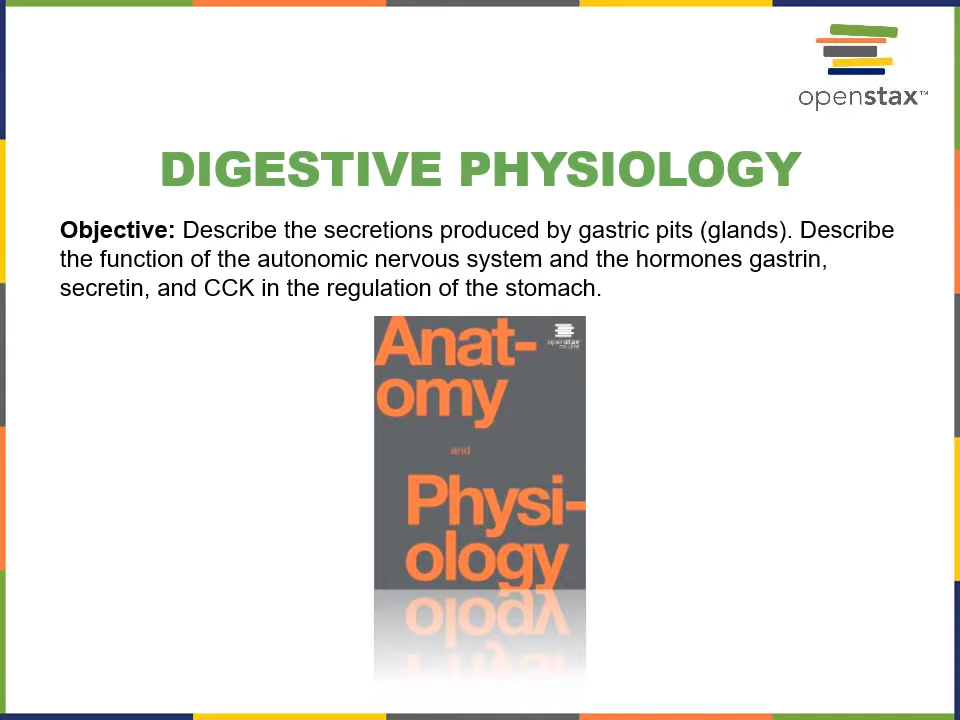 openstax™
DIGESTIVE PHYSIOLOGY
Objective: Describe the secretions produced by gastric pits (glands). Describe
the function of the autonomic nervous system and the hormones gastrin,
secretin, and CCK in the regulation of the stomach.
Anat-
omy
openstax
COLLEGE
and
Physi-
ology